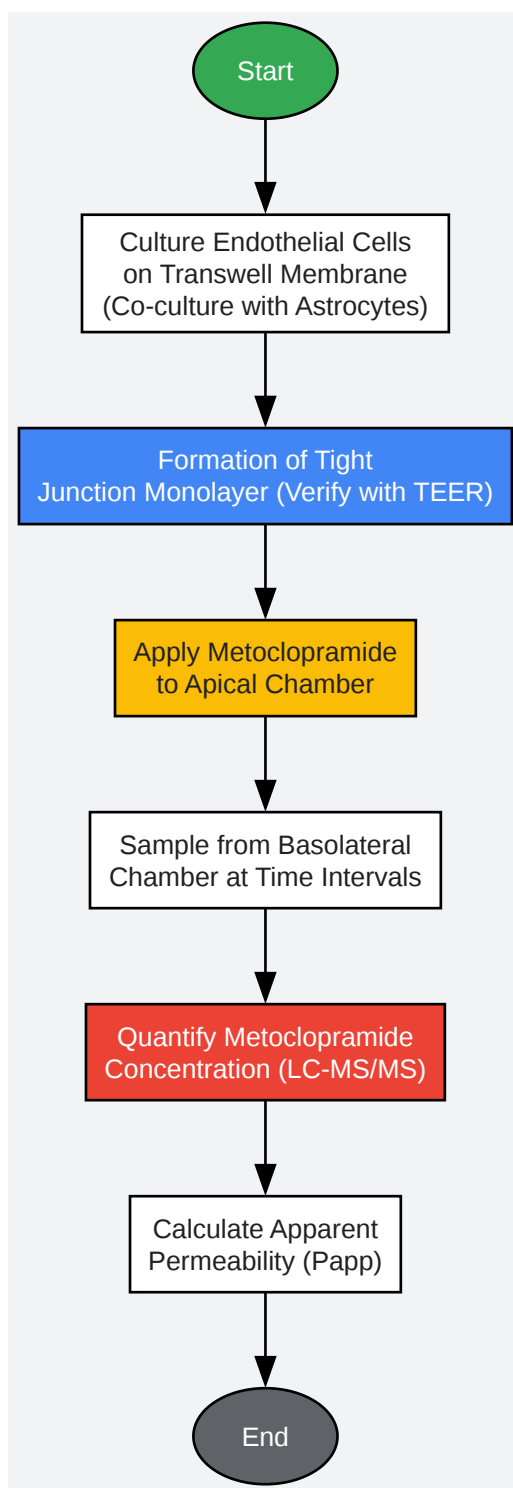 Start
Culture Endothelial Cells
on Transwell Membrane
(Co-culture with Astrocytes)
Formation of Tight
Junction Monolayer (Verify with TEER)
Apply Metoclopramide
to Apical Chamber
Sample from Basolateral
Chamber at Time Intervals
Quantify Metoclopramide
Concentration (LC-MS/MS)
Calculate Apparent
Permeability (Papp)
End